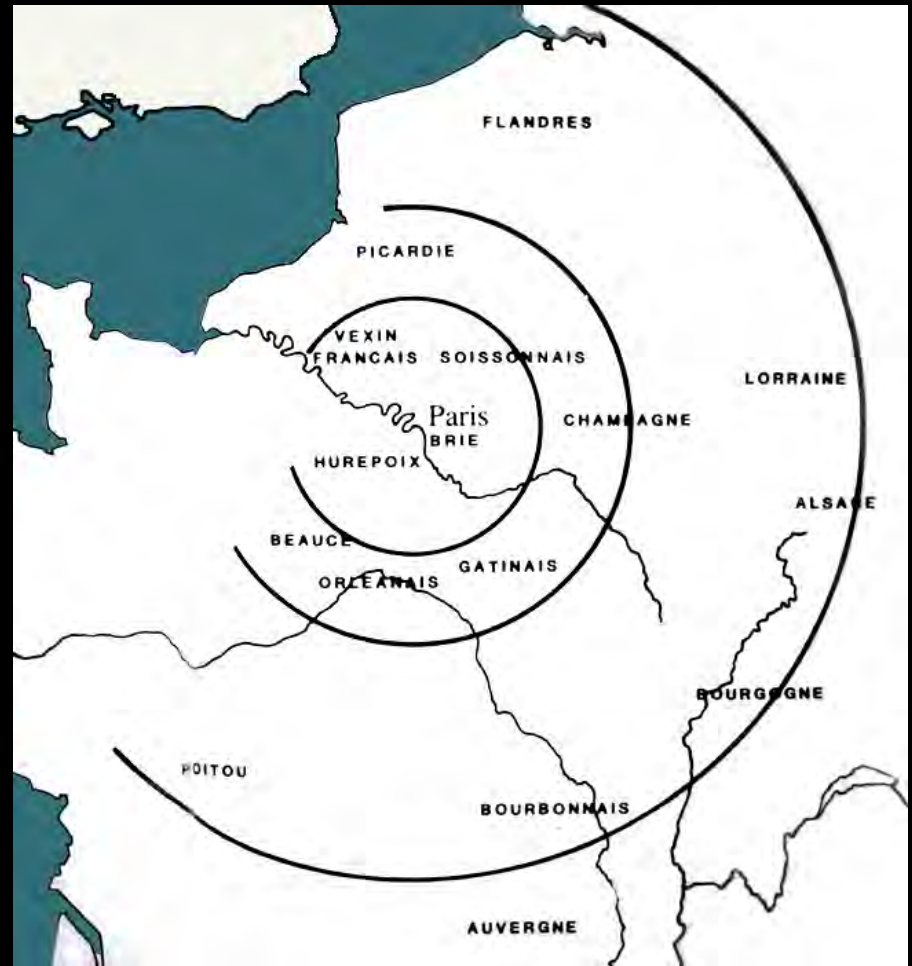 FLANDRES
PICARDIE
VEXIN
FRANCAIS SOISSONNAIS
LORRAINE
Paris
CHAMPAGNE
BRIE
HUREPOIX
ALSACE
BEAUCE
GATINAIS
ORLEANAIS
BOURGOGNE
POITOU
BOURBONNAIS
AUVERGNE